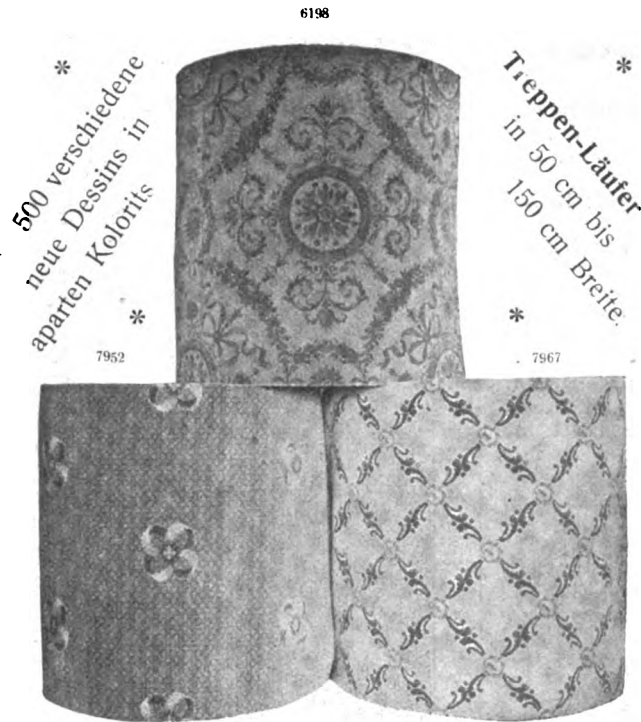 6198
*
500 verschiedene
neue Dessins in
aparten Kolorits
*
7952
*
Treppen-Läufer
in 50 cm bis
150 cm Breite.
*
7967